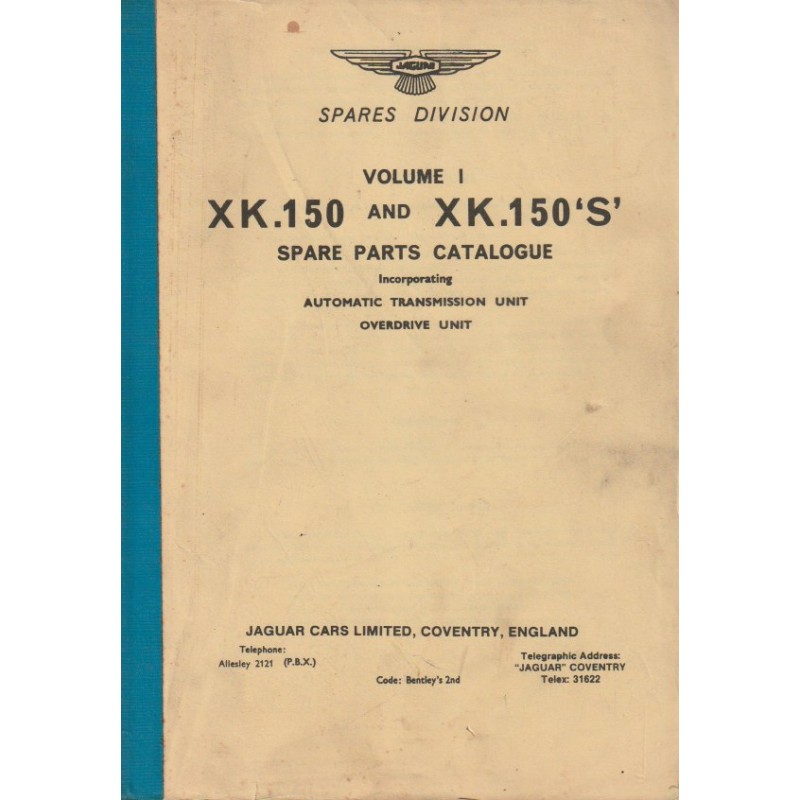 JAGUAR
SPARES DIVISION
VOLUME I
XK.150 AND XK.150‘S’
SPARE PARTS CATALOGUE
Incorporating
AUTOMATIC TRANSMISSION UNIT
OVERDRIVE UNIT
JAGUAR CARS LIMITED, COVENTRY, ENGLAND
Telephone:
Allesley 2121 (P.B.X.)
Code: Bentley's 2nd
Telegraphic Address:
"JAGUAR" COVENTRY
Telex: 31622